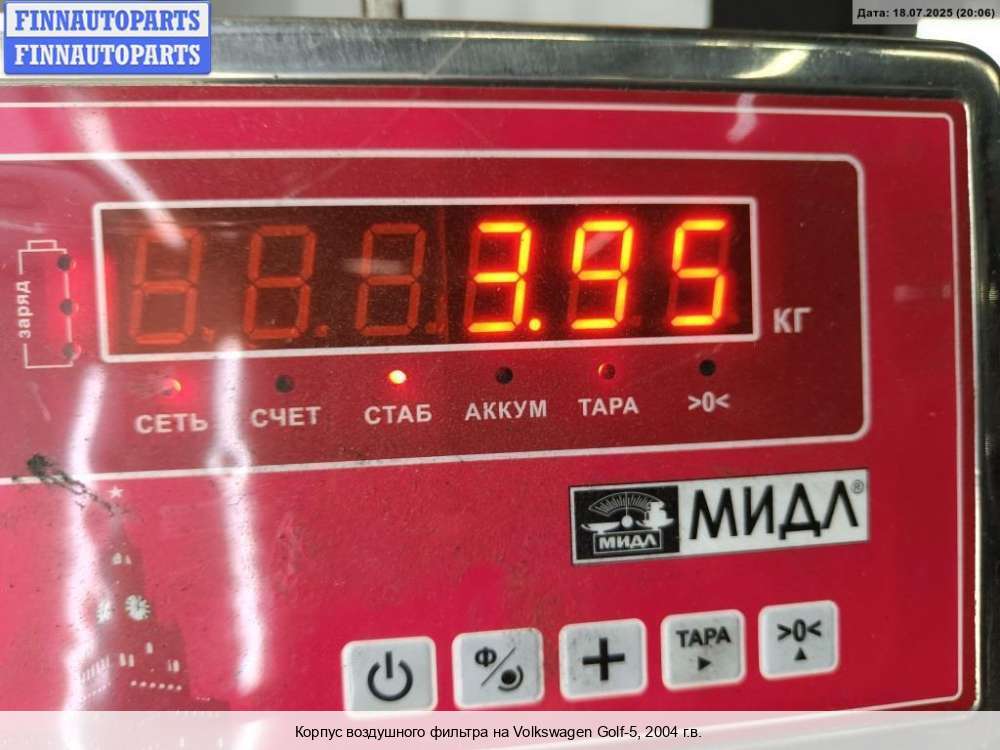 FINNAUTOPARTS
FINNAUTOPARTS
Дата: 18.07.2025 (20:06)
3.95
КГ
заряд
СЕТЬ СЧЕТ СТАБ АККУМ ТАРА >0<
МИДЛ МИДЛ®
Ф ТАРА >0<
Корпус воздушного фильтра на Volkswagen Golf-5, 2004 г.в.